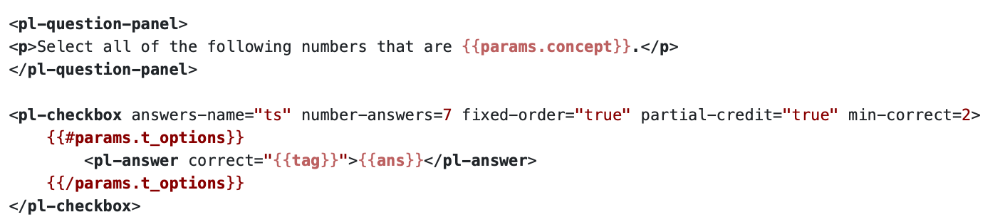 <pl-question-panel>
<p>Select all of the following numbers that are {{params.concept}}.</p>
</pl-question-panel>

<pl-checkbox answers-name="ts" number-answers=7 fixed-order="true" partial-credit="true" min-correct=2>
    {{#params.t_options}}
        <pl-answer correct="{{tag}}">{{ans}}</pl-answer>
    {{/params.t_options}}
</pl-checkbox>